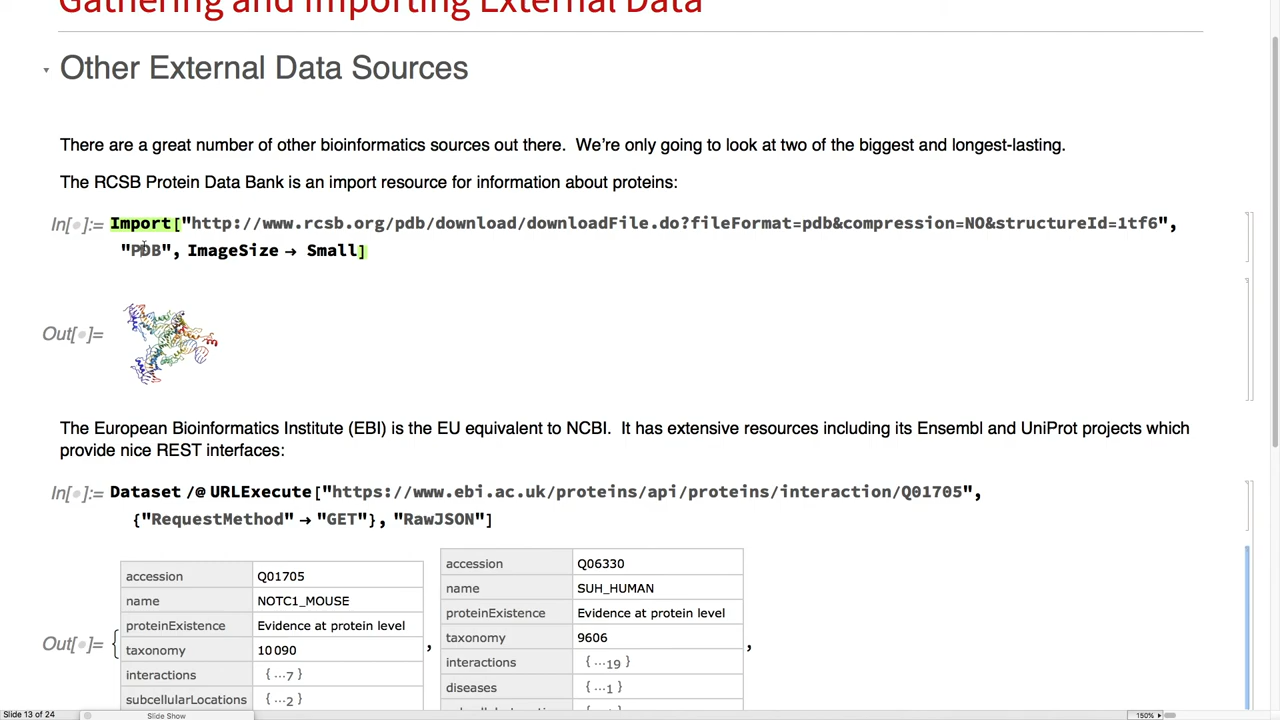 Gathering and Importing External Data
Other External Data Sources
There are a great number of other bioinformatics sources out there. We're only going to look at two of the biggest and longest-lasting.
The RCSB Protein Data Bank is an import resource for information about proteins:
In[•]:= Import["http://www.rcsb.org/pdb/download/downloadFile.do?fileFormat=pdb&compression=NO&structureId=1tf6",
"PDB", ImageSize → Small]
Out[•]=
The European Bioinformatics Institute (EBI) is the EU equivalent to NCBI. It has extensive resources including its Ensembl and UniProt projects which
provide nice REST interfaces:
In[•]:= Dataset /@ URLExecute["https://www.ebi.ac.uk/proteins/api/proteins/interaction/Q01705",
{"RequestMethod" → "GET"}, "RawJSON"]
Out[•]= {
accession Q01705
name NOTC1_MOUSE
proteinExistence Evidence at protein level
taxonomy 10 090
interactions {…7}
subcellularLocations {…2}
,
accession Q06330
name SUH_HUMAN
proteinExistence Evidence at protein level
taxonomy 9606
interactions {…19}
diseases {…1}
,
Slide 13 of 24
Slide Show
150%